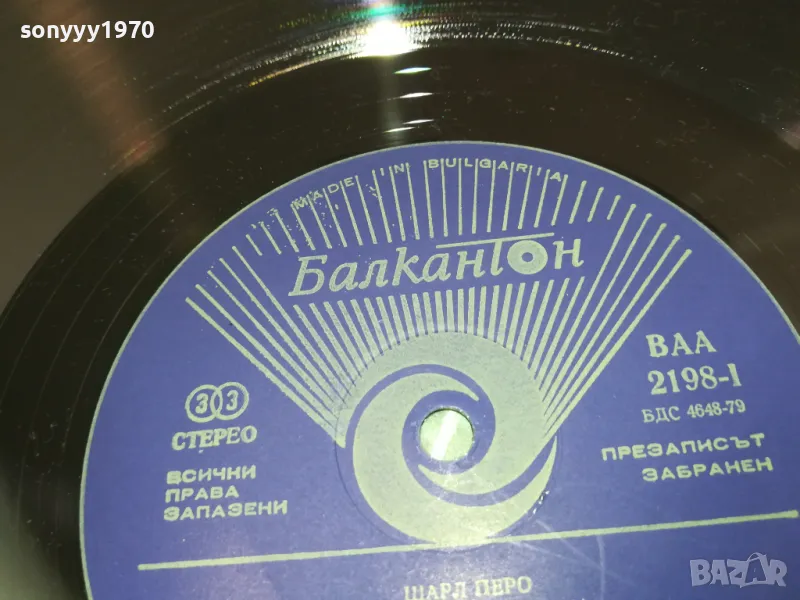 sonyyy1970
MADE IN BULGARIA
Балкантон
ВАА
2198-I
БДС 4648-79
33
СТЕРЕО
ВСИЧНИ
ПРАВА
ЗАПАЗЕНИ
ПРЕЗАПИСЪТ
ЗАБРАНЕН
ШАРЛ ПЕРО
BAZAR